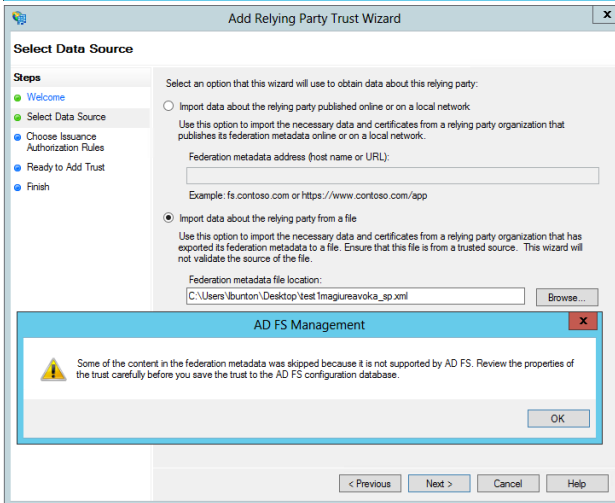 Add Relying Party Trust Wizard
x
Select Data Source
Steps
Welcome
Select Data Source
Choose Issuance
Authorization Rules
Ready to Add Trust
Finish
Select an option that this wizard will use to obtain data about this relying party:
Import data about the relying party published online or on a local network
Use this option to import the necessary data and certificates from a relying party organization that
publishes its federation metadata online or on a local network.
Federation metadata address (host name or URL):
Example: fs.contoso.com or https://www.contoso.com/app
Import data about the relying party from a file
Use this option to import the necessary data and certificates from a relying party organization that has
exported its federation metadata to a file. Ensure that this file is from a trusted source. This wizard will
not validate the source of the file.
Federation metadata file location:
C:\Users\lbunton\Desktop\test1magiureavoka_sp.xml
Browse...
AD FS Management
x
Some of the content in the federation metadata was skipped because it is not supported by AD FS. Review the properties of
the trust carefully before you save the trust to the AD FS configuration database.
OK
< Previous
Next >
Cancel
Help